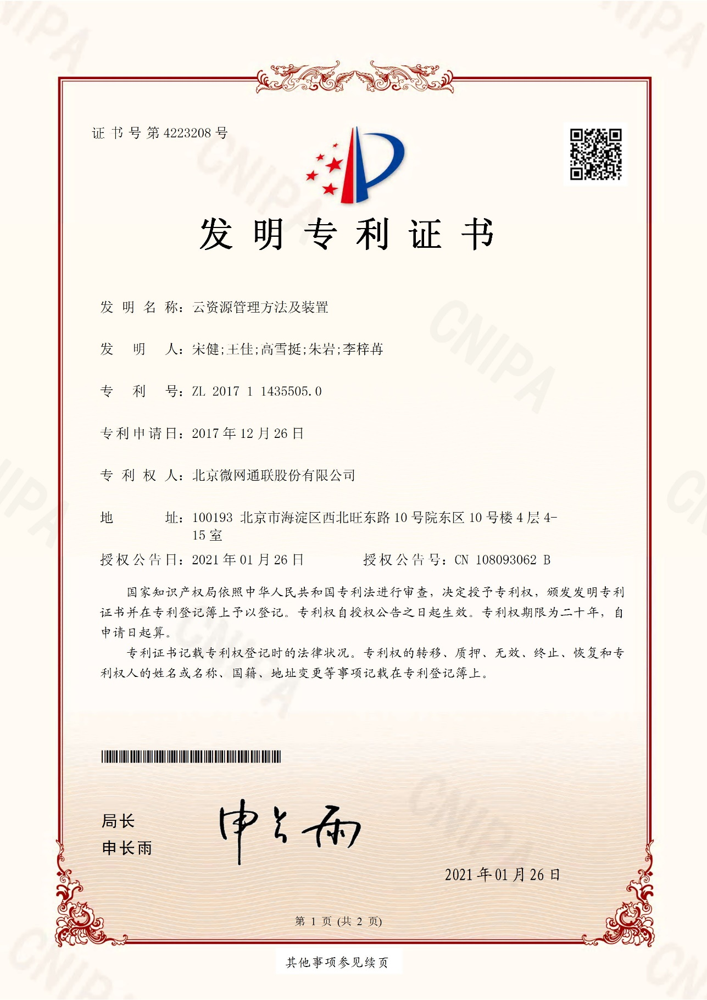 证书号第4223208号
发明专利证书
发明名称：云资源管理方法及装置
发明人：宋健;王佳;高雪挺;朱岩;李梓苒
专利号：ZL 2017 1 1435505.0
专利申请日：2017年12月26日
专利权人：北京微网通联股份有限公司
地址：100193 北京市海淀区西北旺东路10号院东区10号楼4层4-
15室
授权公告日：2021年01月26日 授权公告号：CN 108093062 B
国家知识产权局依照中华人民共和国专利法进行审查，决定授予专利权，颁发发明专利
证书并在专利登记簿上予以登记。专利权自授权公告之日起生效。专利权期限为二十年，自
申请日起算。
专利证书记载专利权登记时的法律状况。专利权的转移、质押、无效、终止、恢复和专
利权人的姓名或名称、国籍、地址变更等事项记载在专利登记簿上。
局长
申长雨
申长雨
2021年01月26日
第 1 页 (共 2 页)
其他事项参见续页
CNIPA
CNIPA
CNIPA
CNIPA
CNIPA